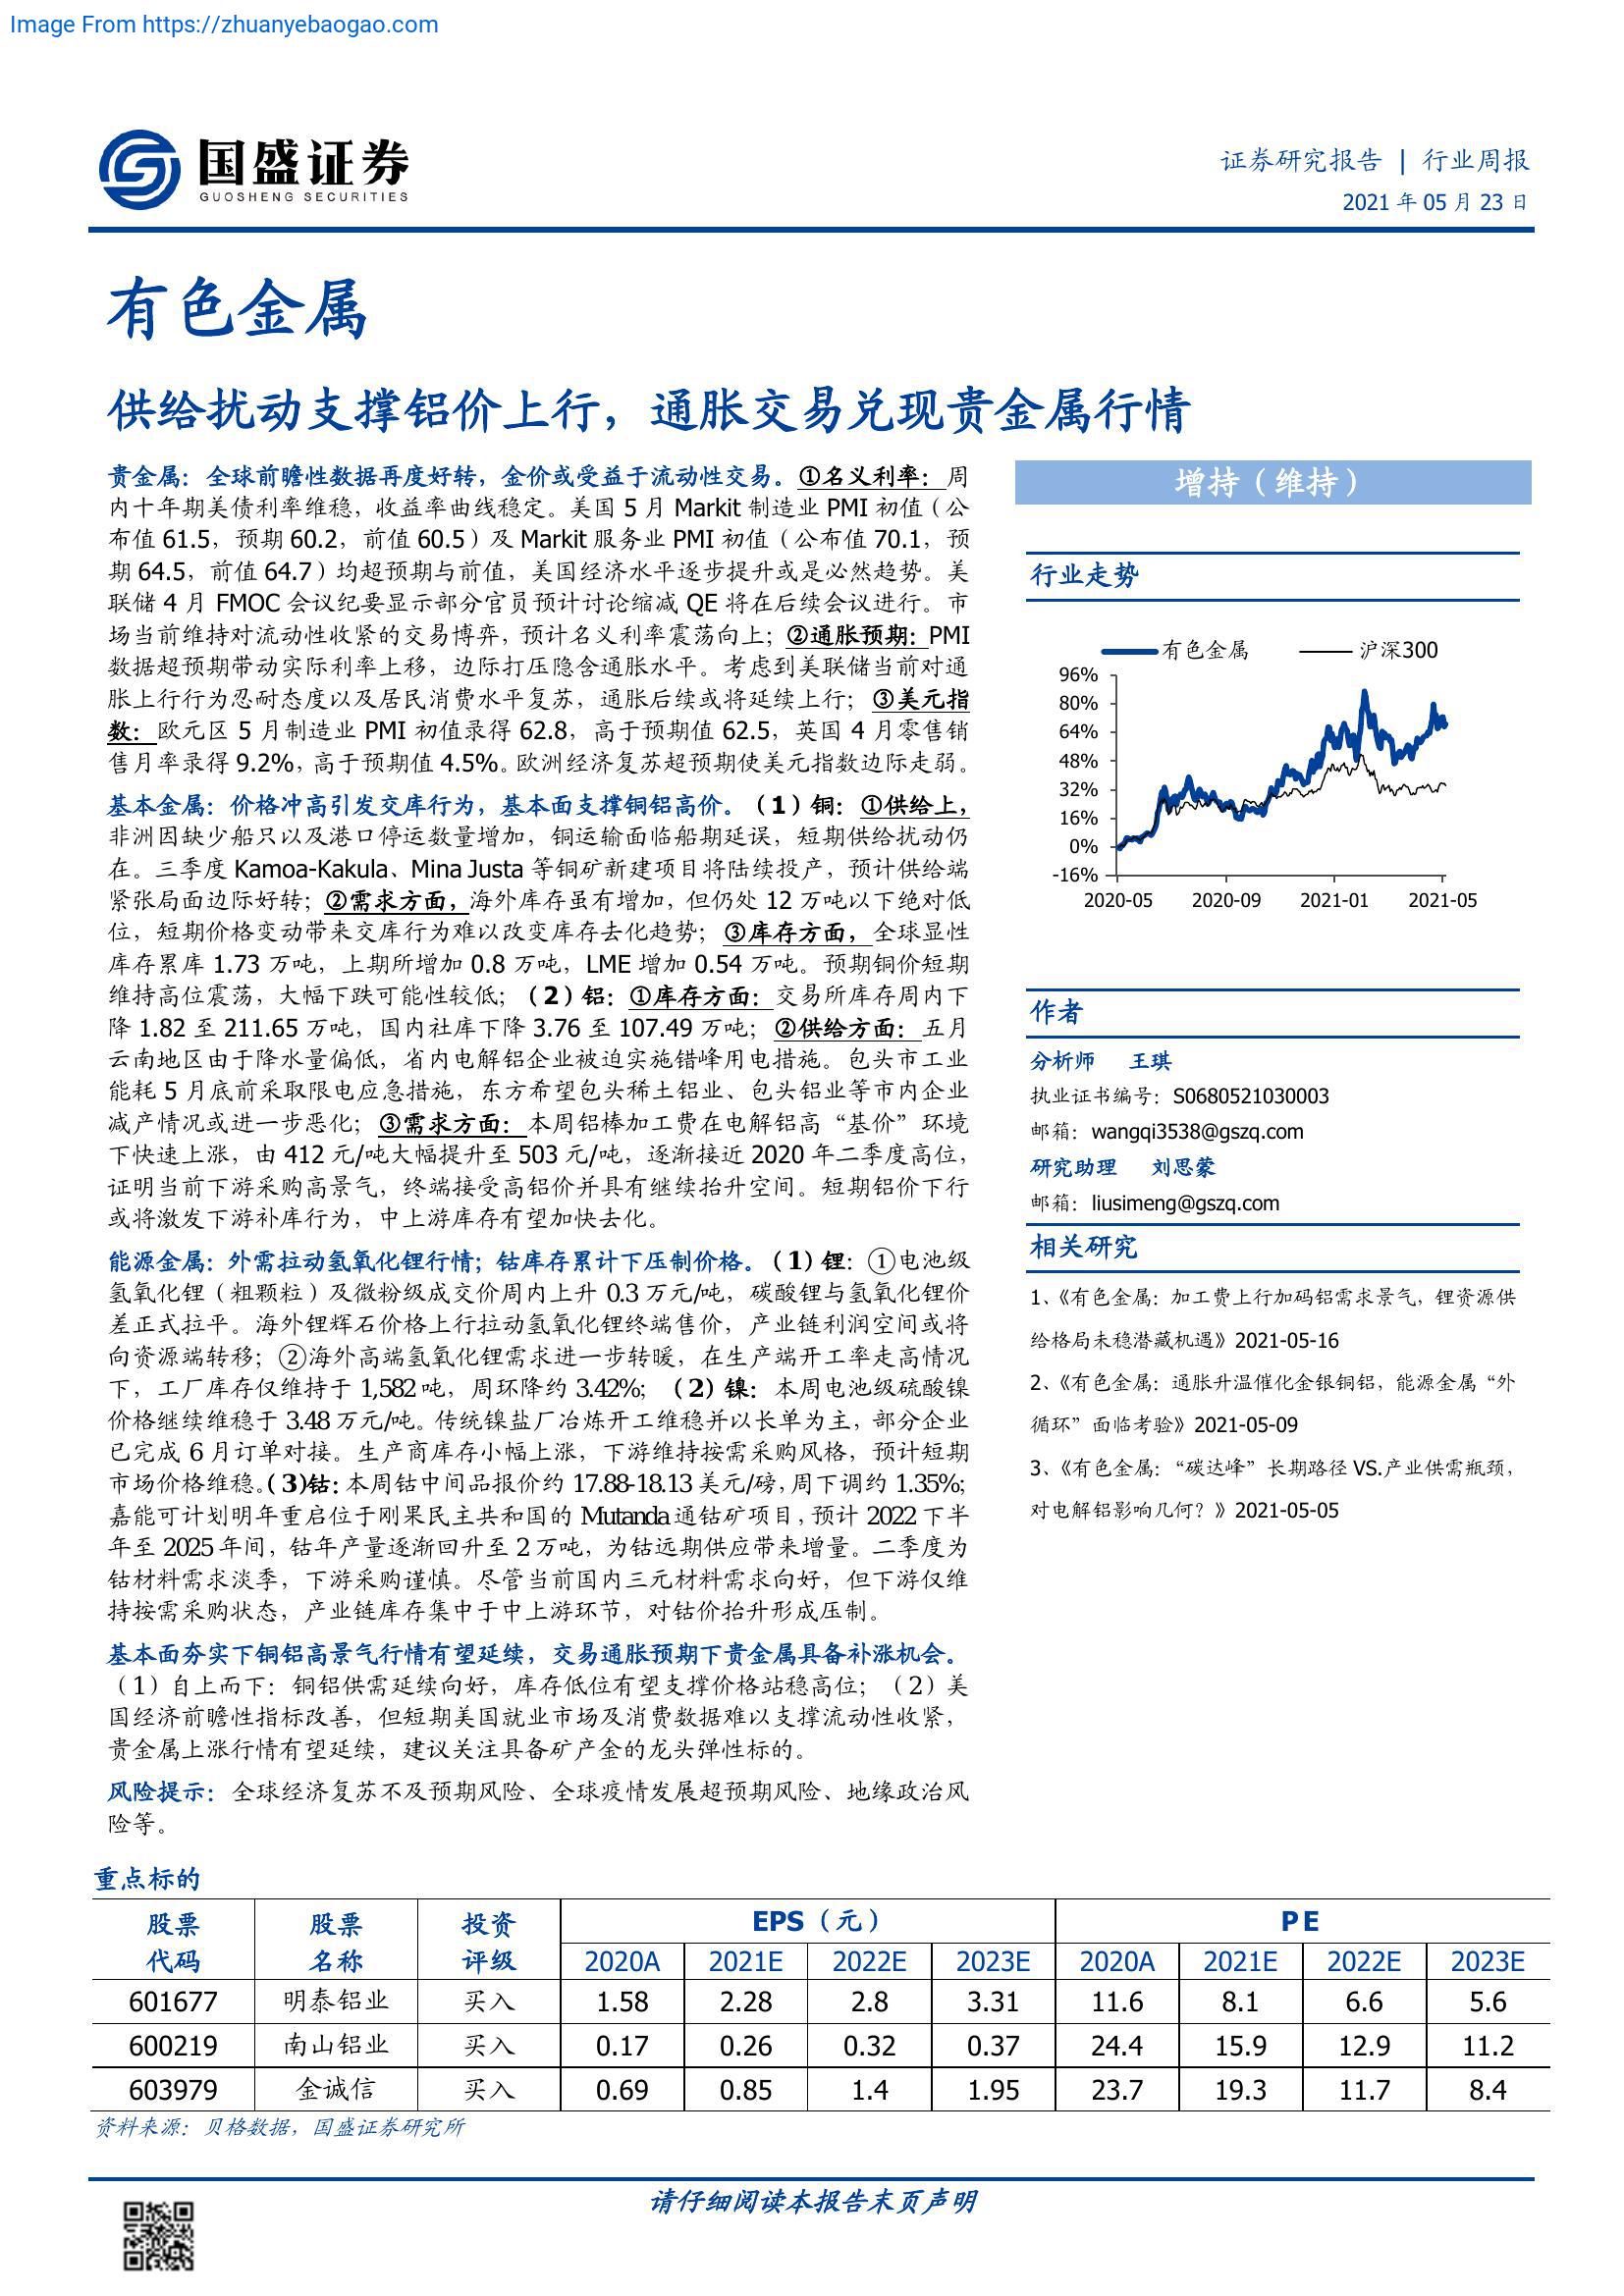 Image From https://zhuanyebaogao.com
国盛证券
GUOSHENG SECURITIES
证券研究报告 | 行业周报
2021 年 05 月 23 日
有色金属
供给扰动支撑铝价上行，通胀交易兑现贵金属行情
贵金属：全球前瞻性数据再度好转，金价或受益于流动性交易。①名义利率：周
内十年期美债利率维稳，收益率曲线稳定。美国 5 月 Markit 制造业 PMI 初值（公
布值 61.5，预期 60.2，前值 60.5）及 Markit 服务业 PMI 初值（公布值 70.1，预
期 64.5，前值 64.7）均超预期与前值，美国经济水平逐步提升或是必然趋势。美
联储 4 月 FMOC 会议纪要显示部分官员预计讨论缩减 QE 将在后续会议进行。市
场当前维持对流动性收紧的交易博弈，预计名义利率震荡向上；②通胀预期：PMI
数据超预期带动实际利率上移，边际打压隐含通胀水平。考虑到美联储当前对通
胀上行行为忍耐态度以及居民消费水平复苏，通胀后续或将延续上行；③美元指
数：欧元区 5 月制造业 PMI 初值录得 62.8，高于预期值 62.5，英国 4 月零售销
售月率录得 9.2%，高于预期值 4.5%。欧洲经济复苏超预期使美元指数边际走弱。
基本金属：价格冲高引发交库行为，基本面支撑铜铝高价。（1）铜：①供给上，
非洲因缺少船只以及港口停运数量增加，铜运输面临船期延误，短期供给扰动仍
在。三季度 Kamoa-Kakula、Mina Justa 等铜矿新建项目将陆续投产，预计供给端
紧张局面边际好转；②需求方面，海外库存虽有增加，但仍处 12 万吨以下绝对低
位，短期价格变动带来交库行为难以改变库存去化趋势；③库存方面，全球显性
库存累库 1.73 万吨，上期所增加 0.8 万吨，LME 增加 0.54 万吨。预期铜价短期
维持高位震荡，大幅下跌可能性较低；（2）铝：①库存方面：交易所库存周内下
降 1.82 至 211.65 万吨，国内社库下降 3.76 至 107.49 万吨；②供给方面：五月
云南地区由于降水量偏低，省内电解铝企业被迫实施错峰用电措施。包头市工业
能耗 5 月底前采取限电应急措施，东方希望包头稀土铝业、包头铝业等市内企业
减产情况或进一步恶化；③需求方面：本周铝棒加工费在电解铝高“基价”环境
下快速上涨，由 412 元/吨大幅提升至 503 元/吨，逐渐接近 2020 年二季度高位，
证明当前下游采购高景气，终端接受高铝价并具有继续抬升空间。短期铝价下行
或将激发下游补库行为，中上游库存有望加快去化。
能源金属：外需拉动氢氧化锂行情；钴库存累计下压制价格。（1）锂：①电池级
氢氧化锂（粗颗粒）及微粉级成交价周内上升 0.3 万元/吨，碳酸锂与氢氧化锂价
差正式拉平。海外锂辉石价格上行拉动氢氧化锂终端售价，产业链利润空间或将
向资源端转移；②海外高端氢氧化锂需求进一步转暖，在生产端开工率走高情况
下，工厂库存仅维持于 1,582 吨，周环降约 3.42%；（2）镍：本周电池级硫酸镍
价格继续维稳于 3.48 万元/吨。传统镍盐厂冶炼开工维稳并以长单为主，部分企业
已完成 6 月订单对接。生产商库存小幅上涨，下游维持按需采购风格，预计短期
市场价格维稳。（3)钴：本周钴中间品报价约 17.88-18.13 美元/磅，周下调约 1.35%；
嘉能可计划明年重启位于刚果民主共和国的 Mutanda 通钴矿项目，预计 2022 下半
年至 2025 年间，钴年产量逐渐回升至 2 万吨，为钴远期供应带来增量。二季度为
钴材料需求淡季，下游采购谨慎。尽管当前国内三元材料需求向好，但下游仅维
持按需采购状态，产业链库存集中于中上游环节，对钴价抬升形成压制。
基本面夯实下铜铝高景气行情有望延续，交易通胀预期下贵金属具备补涨机会。
（1）自上而下：铜铝供需延续向好，库存低位有望支撑价格站稳高位；（2）美
国经济前瞻性指标改善，但短期美国就业市场及消费数据难以支撑流动性收紧，
贵金属上涨行情有望延续，建议关注具备矿产金的龙头弹性标的。
风险提示：全球经济复苏不及预期风险、全球疫情发展超预期风险、地缘政治风
险等。
增持（维持）
行业走势
有色金属 沪深300
96%
80%
64%
48%
32%
16%
0%
-16%
2020-05 2020-09 2021-01 2021-05
作者
分析师 王琪
执业证书编号：S0680521030003
邮箱：wangqi3538@gszq.com
研究助理 刘思蒙
邮箱：liusimeng@gszq.com
相关研究
1、《有色金属：加工费上行加码铝需求景气，锂资源供
给格局未稳潜藏机遇》2021-05-16
2、《有色金属：通胀升温催化金银铜铝，能源金属“外
循环”面临考验》2021-05-09
3、《有色金属：“碳达峰”长期路径 VS.产业供需瓶颈，
对电解铝影响几何？》2021-05-05
重点标的
股票 股票 投资 EPS（元） PE
代码 名称 评级 2020A 2021E 2022E 2023E 2020A 2021E 2022E 2023E
601677 明泰铝业 买入 1.58 2.28 2.8 3.31 11.6 8.1 6.6 5.6
600219 南山铝业 买入 0.17 0.26 0.32 0.37 24.4 15.9 12.9 11.2
603979 金诚信 买入 0.69 0.85 1.4 1.95 23.7 19.3 11.7 8.4
资料来源：贝格数据，国盛证券研究所
请仔细阅读本报告末页声明